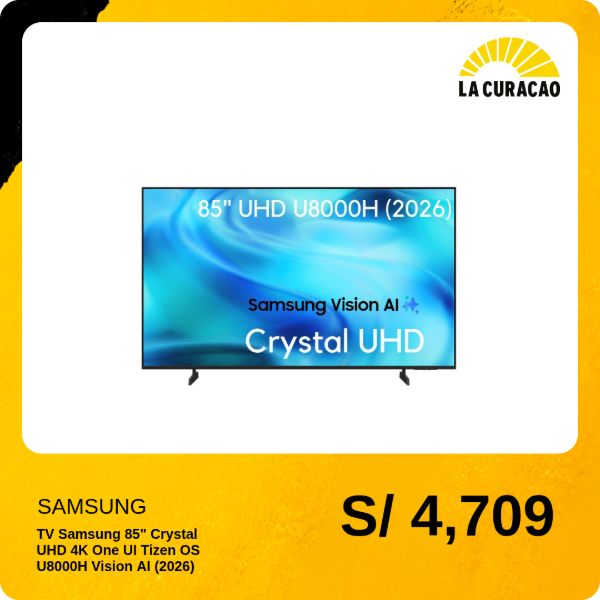 LA CURACAO
85" UHD U8000H (2026)
Samsung Vision AI
Crystal UHD
SAMSUNG
S/ 4,709
TV Samsung 85" Crystal
UHD 4K One UI Tizen OS
U8000H Vision AI (2026)